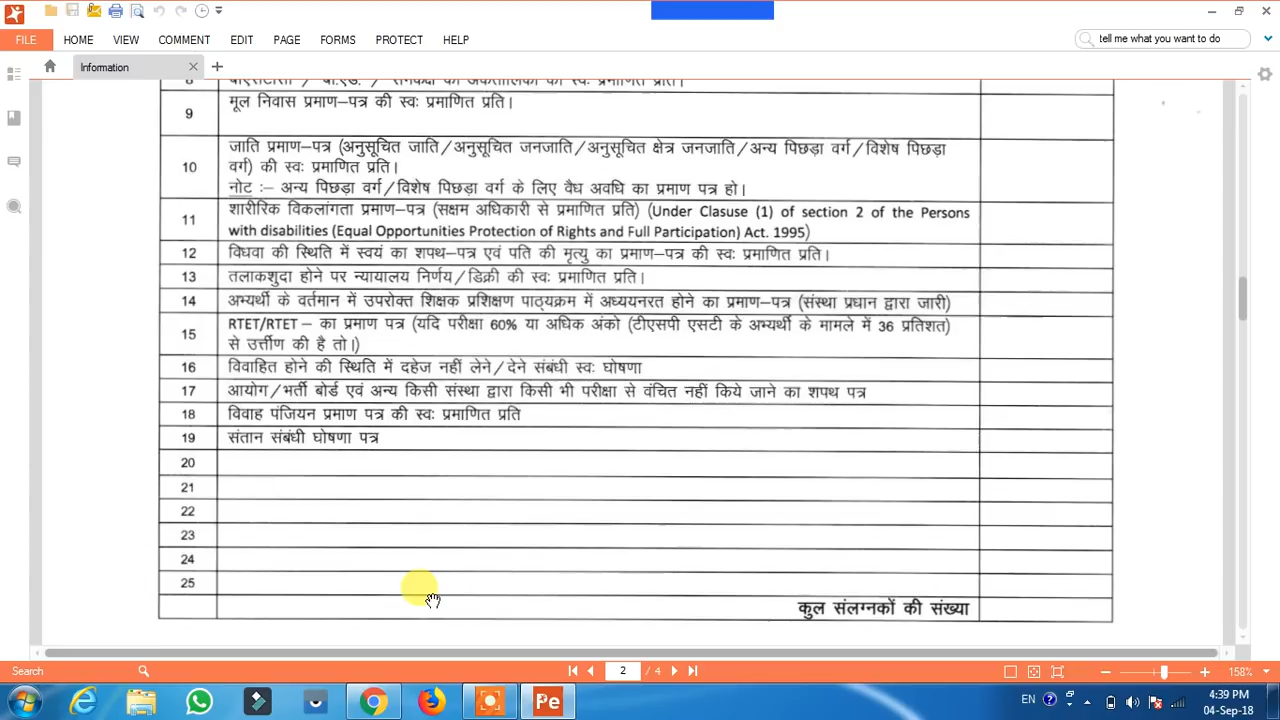 FILE HOME VIEW COMMENT EDIT PAGE FORMS PROTECT HELP
tell me what you want to do
Information
9 मूल निवास प्रमाण–पत्र की स्वः प्रमाणित प्रति।
10 जाति प्रमाण–पत्र (अनुसूचित जाति/अनुसूचित जनजाति/अनुसूचित क्षेत्र जनजाति/अन्य पिछड़ा वर्ग/विशेष पिछड़ा
वर्ग) की स्वः प्रमाणित प्रति।
नोट :– अन्य पिछड़ा वर्ग/विशेष पिछड़ा वर्ग के लिए वैध अवधि का प्रमाण पत्र हो।
11 शारीरिक विकलांगता प्रमाण–पत्र (सक्षम अधिकारी से प्रमाणित प्रति) (Under Clasuse (1) of section 2 of the Persons
with disabilities (Equal Opportunities Protection of Rights and Full Participation) Act. 1995)
12 विधवा की स्थिति में स्वयं का शपथ–पत्र एवं पति की मृत्यु का प्रमाण–पत्र की स्वः प्रमाणित प्रति।
13 तलाकशुदा होने पर न्यायालय निर्णय/डिक्री की स्वः प्रमाणित प्रति।
14 अभ्यर्थी के वर्तमान में उपरोक्त शिक्षक प्रशिक्षण पाठ्यक्रम में अध्ययनरत होने का प्रमाण–पत्र (संस्था प्रधान द्वारा जारी)
15 RTET/RTET – का प्रमाण पत्र (यदि परीक्षा 60% या अधिक अंको (टीएसपी एसटी के अभ्यर्थी के मामले में 36 प्रतिशत)
से उर्त्तीण की है तो।)
16 विवाहित होने की स्थिति में दहेज नहीं लेने/देने संबंधी स्वः घोषणा
17 आयोग/भर्ती बोर्ड एवं अन्य किसी संस्था द्वारा किसी भी परीक्षा से वंचित नहीं किये जाने का शपथ पत्र
18 विवाह पंजियन प्रमाण पत्र की स्वः प्रमाणित प्रति
19 संतान संबंधी घोषणा पत्र
20
21
22
23
24
25
कुल संलग्नकों की संख्या
Search 2 / 4 158%
Pe EN 4:39 PM
04-Sep-18